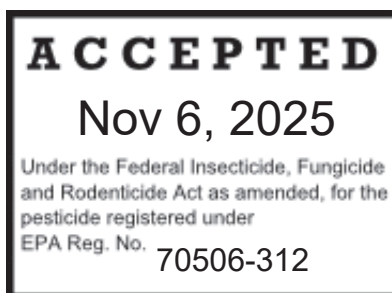 ACCEPTED
Nov 6, 2025
Under the Federal Insecticide, Fungicide
and Rodenticide Act as amended, for the
pesticide registered under
EPA Reg. No. 70506-312